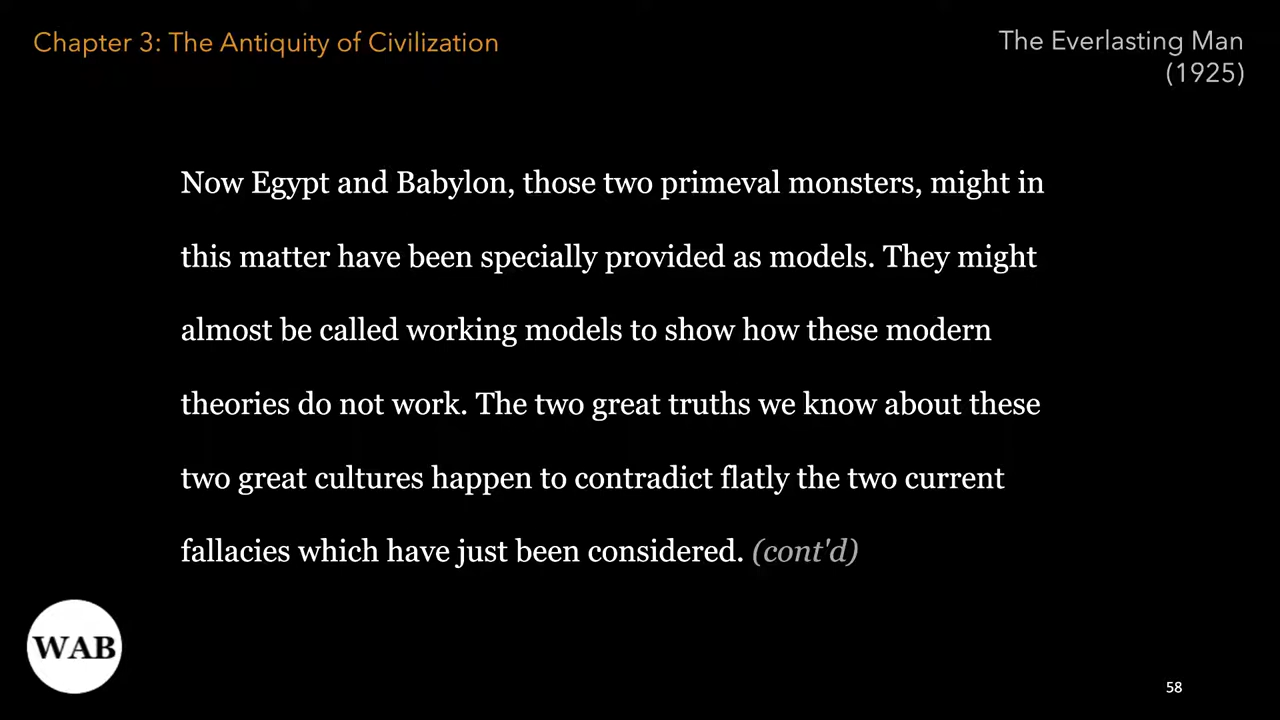 Chapter 3: The Antiquity of Civilization
The Everlasting Man
(1925)
Now Egypt and Babylon, those two primeval monsters, might in
this matter have been specially provided as models. They might
almost be called working models to show how these modern
theories do not work. The two great truths we know about these
two great cultures happen to contradict flatly the two current
fallacies which have just been considered. (cont'd)
WAB
58